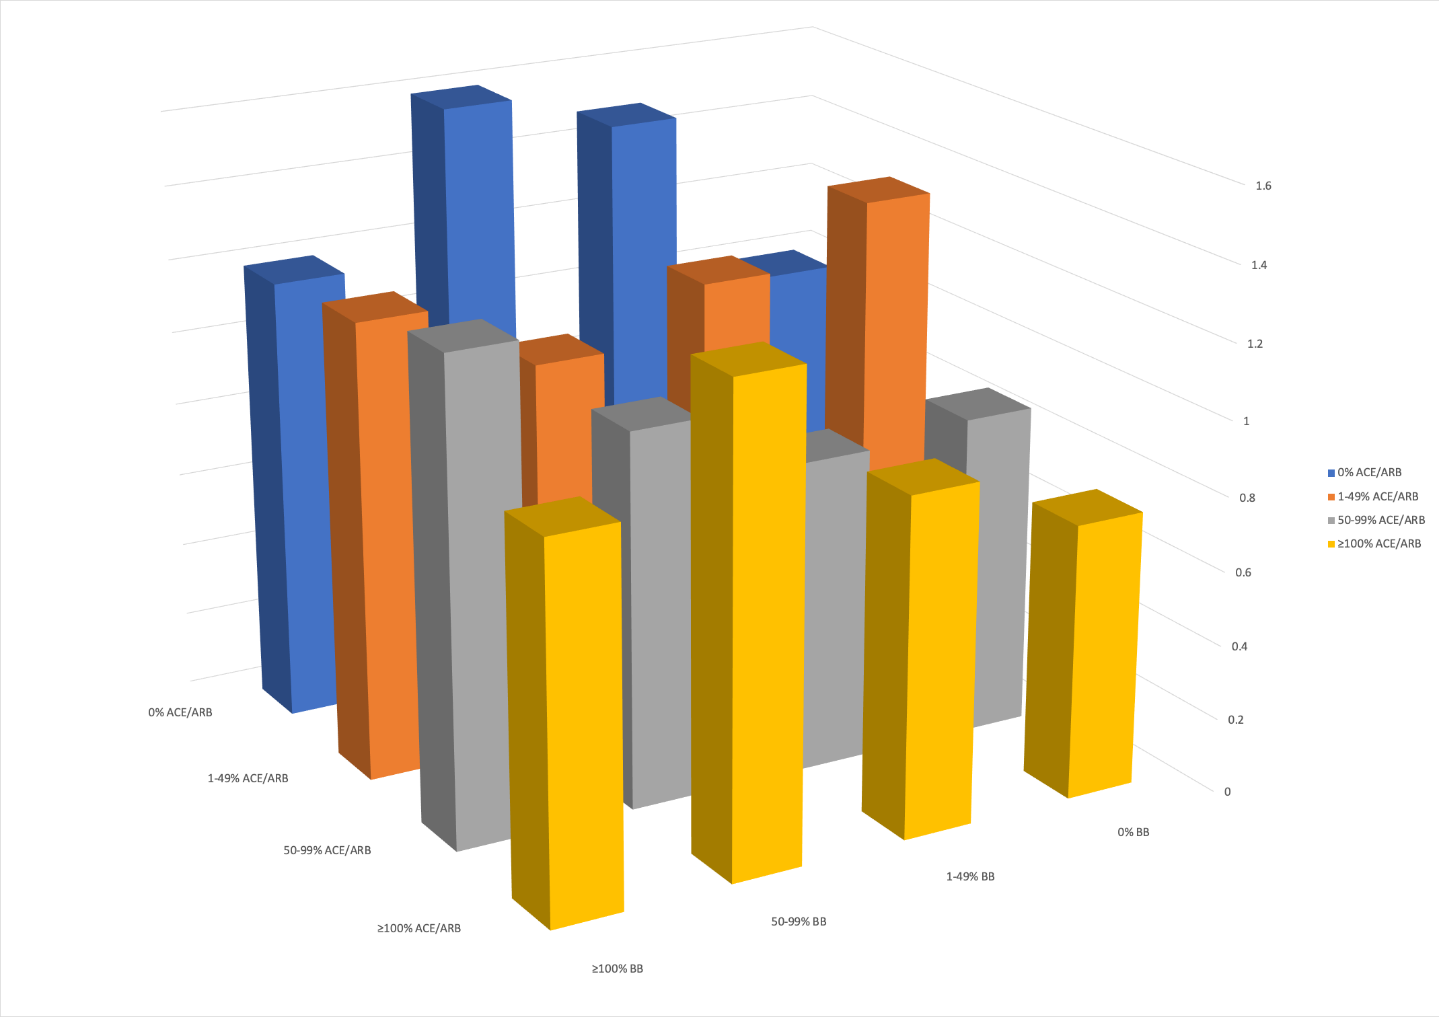 1.6
1.4
1.2
1
0.8
0.6
0.4
0.2
0
0% ACE/ARB
1-49% ACE/ARB
50-99% ACE/ARB
≥100% ACE/ARB
0% ACE/ARB
1-49% ACE/ARB
50-99% ACE/ARB
≥100% ACE/ARB
0% BB
1-49% BB
50-99% BB
≥100% BB